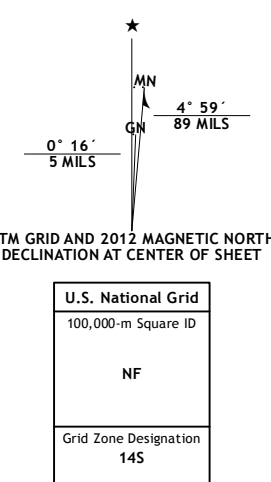 ★
MN
4° 59´
89 MILS
GN
0° 16´
5 MILS
TM GRID AND 2012 MAGNETIC NORTH
DECLINATION AT CENTER OF SHEET
U.S. National Grid
100,000-m Square ID
NF
Grid Zone Designation
14S